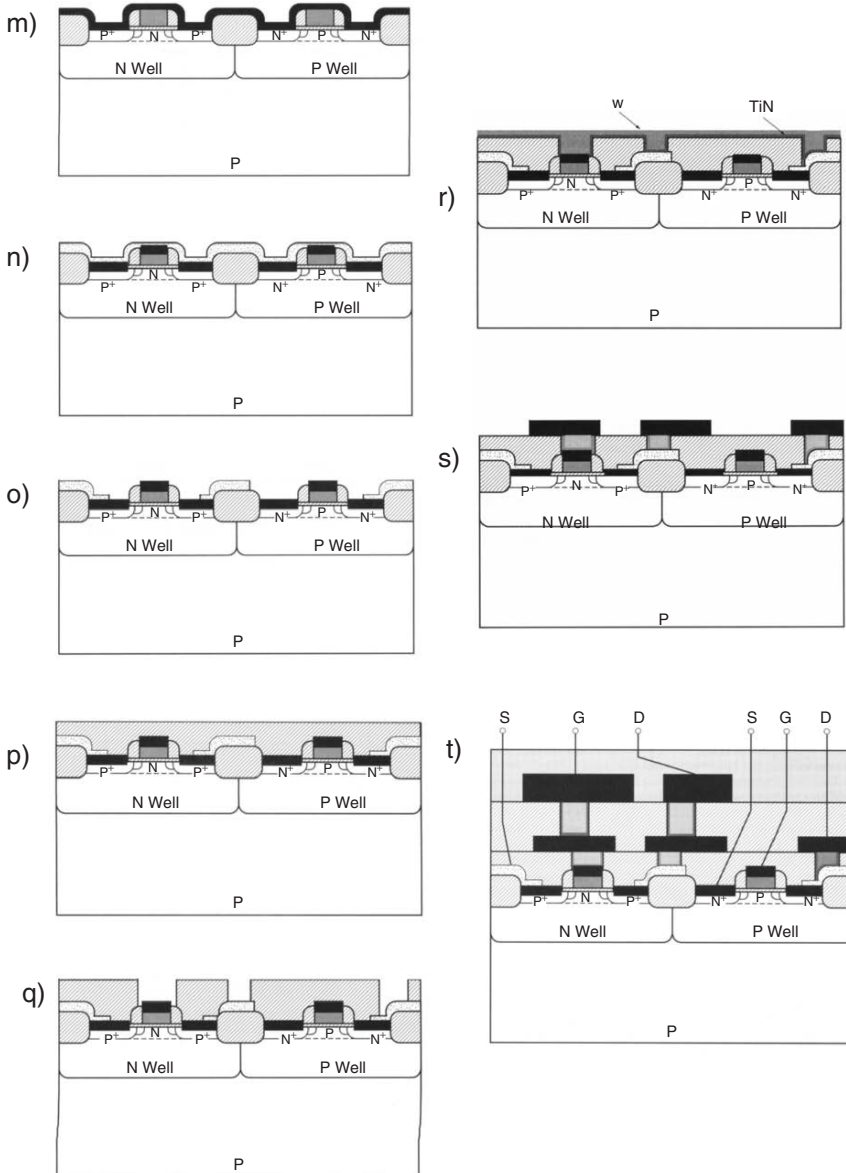 m)
P+ N P+ N+ P N+
N Well P Well
P
n)
P+ N P+ N+ P N+
N Well P Well
P
o)
P+ N P+ N+ P N+
N Well P Well
P
p)
P+ N P+ N+ P N+
N Well P Well
P
q)
P+ N P+ N+ P N+
N Well P Well
P
r)
w TiN
P+ N P+ N+ P N+
N Well P Well
P
s)
P+ N P+ N+ P N+
N Well P Well
P
t)
S G D S G D
P+ N P+ N+ P N+
N Well P Well
P